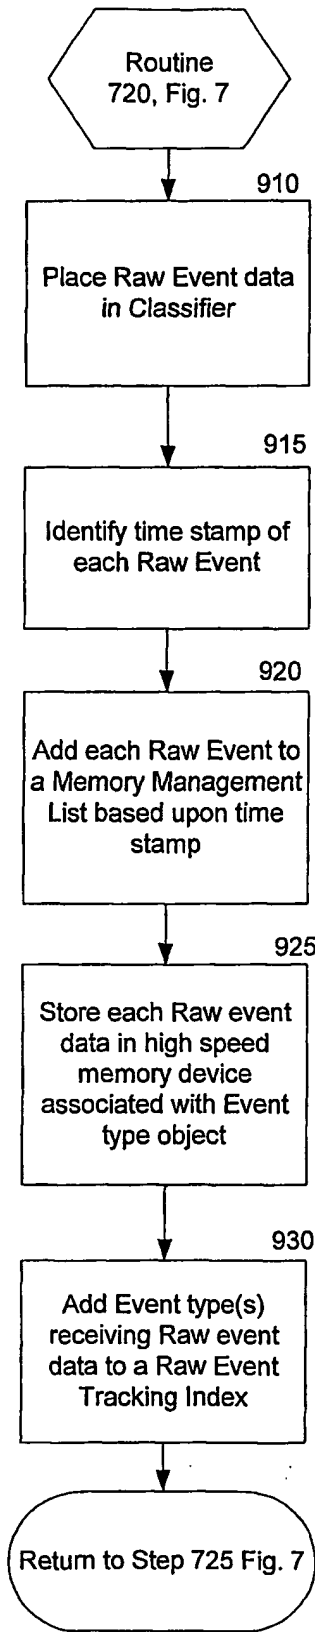 Routine
720, Fig. 7
910
Place Raw Event data
in Classifier
915
Identify time stamp of
each Raw Event
920
Add each Raw Event to
a Memory Management
List based upon time
stamp
925
Store each Raw event
data in high speed
memory device
associated with Event
type object
930
Add Event type(s)
receiving Raw event
data to a Raw Event
Tracking Index
Return to Step 725 Fig. 7